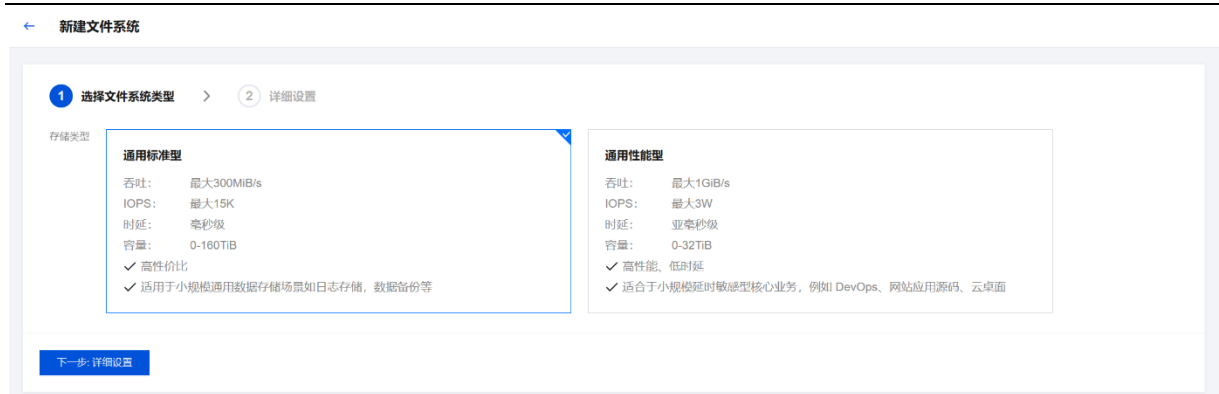 ← 新建文件系统
1 选择文件系统类型 > 2 详细设置
存储类型
通用标准型
吞吐: 最大300MiB/s
IOPS: 最大15K
时延: 毫秒级
容量: 0-160TiB
✓ 高性价比
✓ 适用于小规模通用数据存储场景如日志存储，数据备份等
通用性能型
吞吐: 最大1GiB/s
IOPS: 最大3W
时延: 亚毫秒级
容量: 0-32TiB
✓ 高性能、低时延
✓ 适合于小规模延时敏感型核心业务，例如 DevOps、网站应用源码、云桌面
下一步: 详细设置